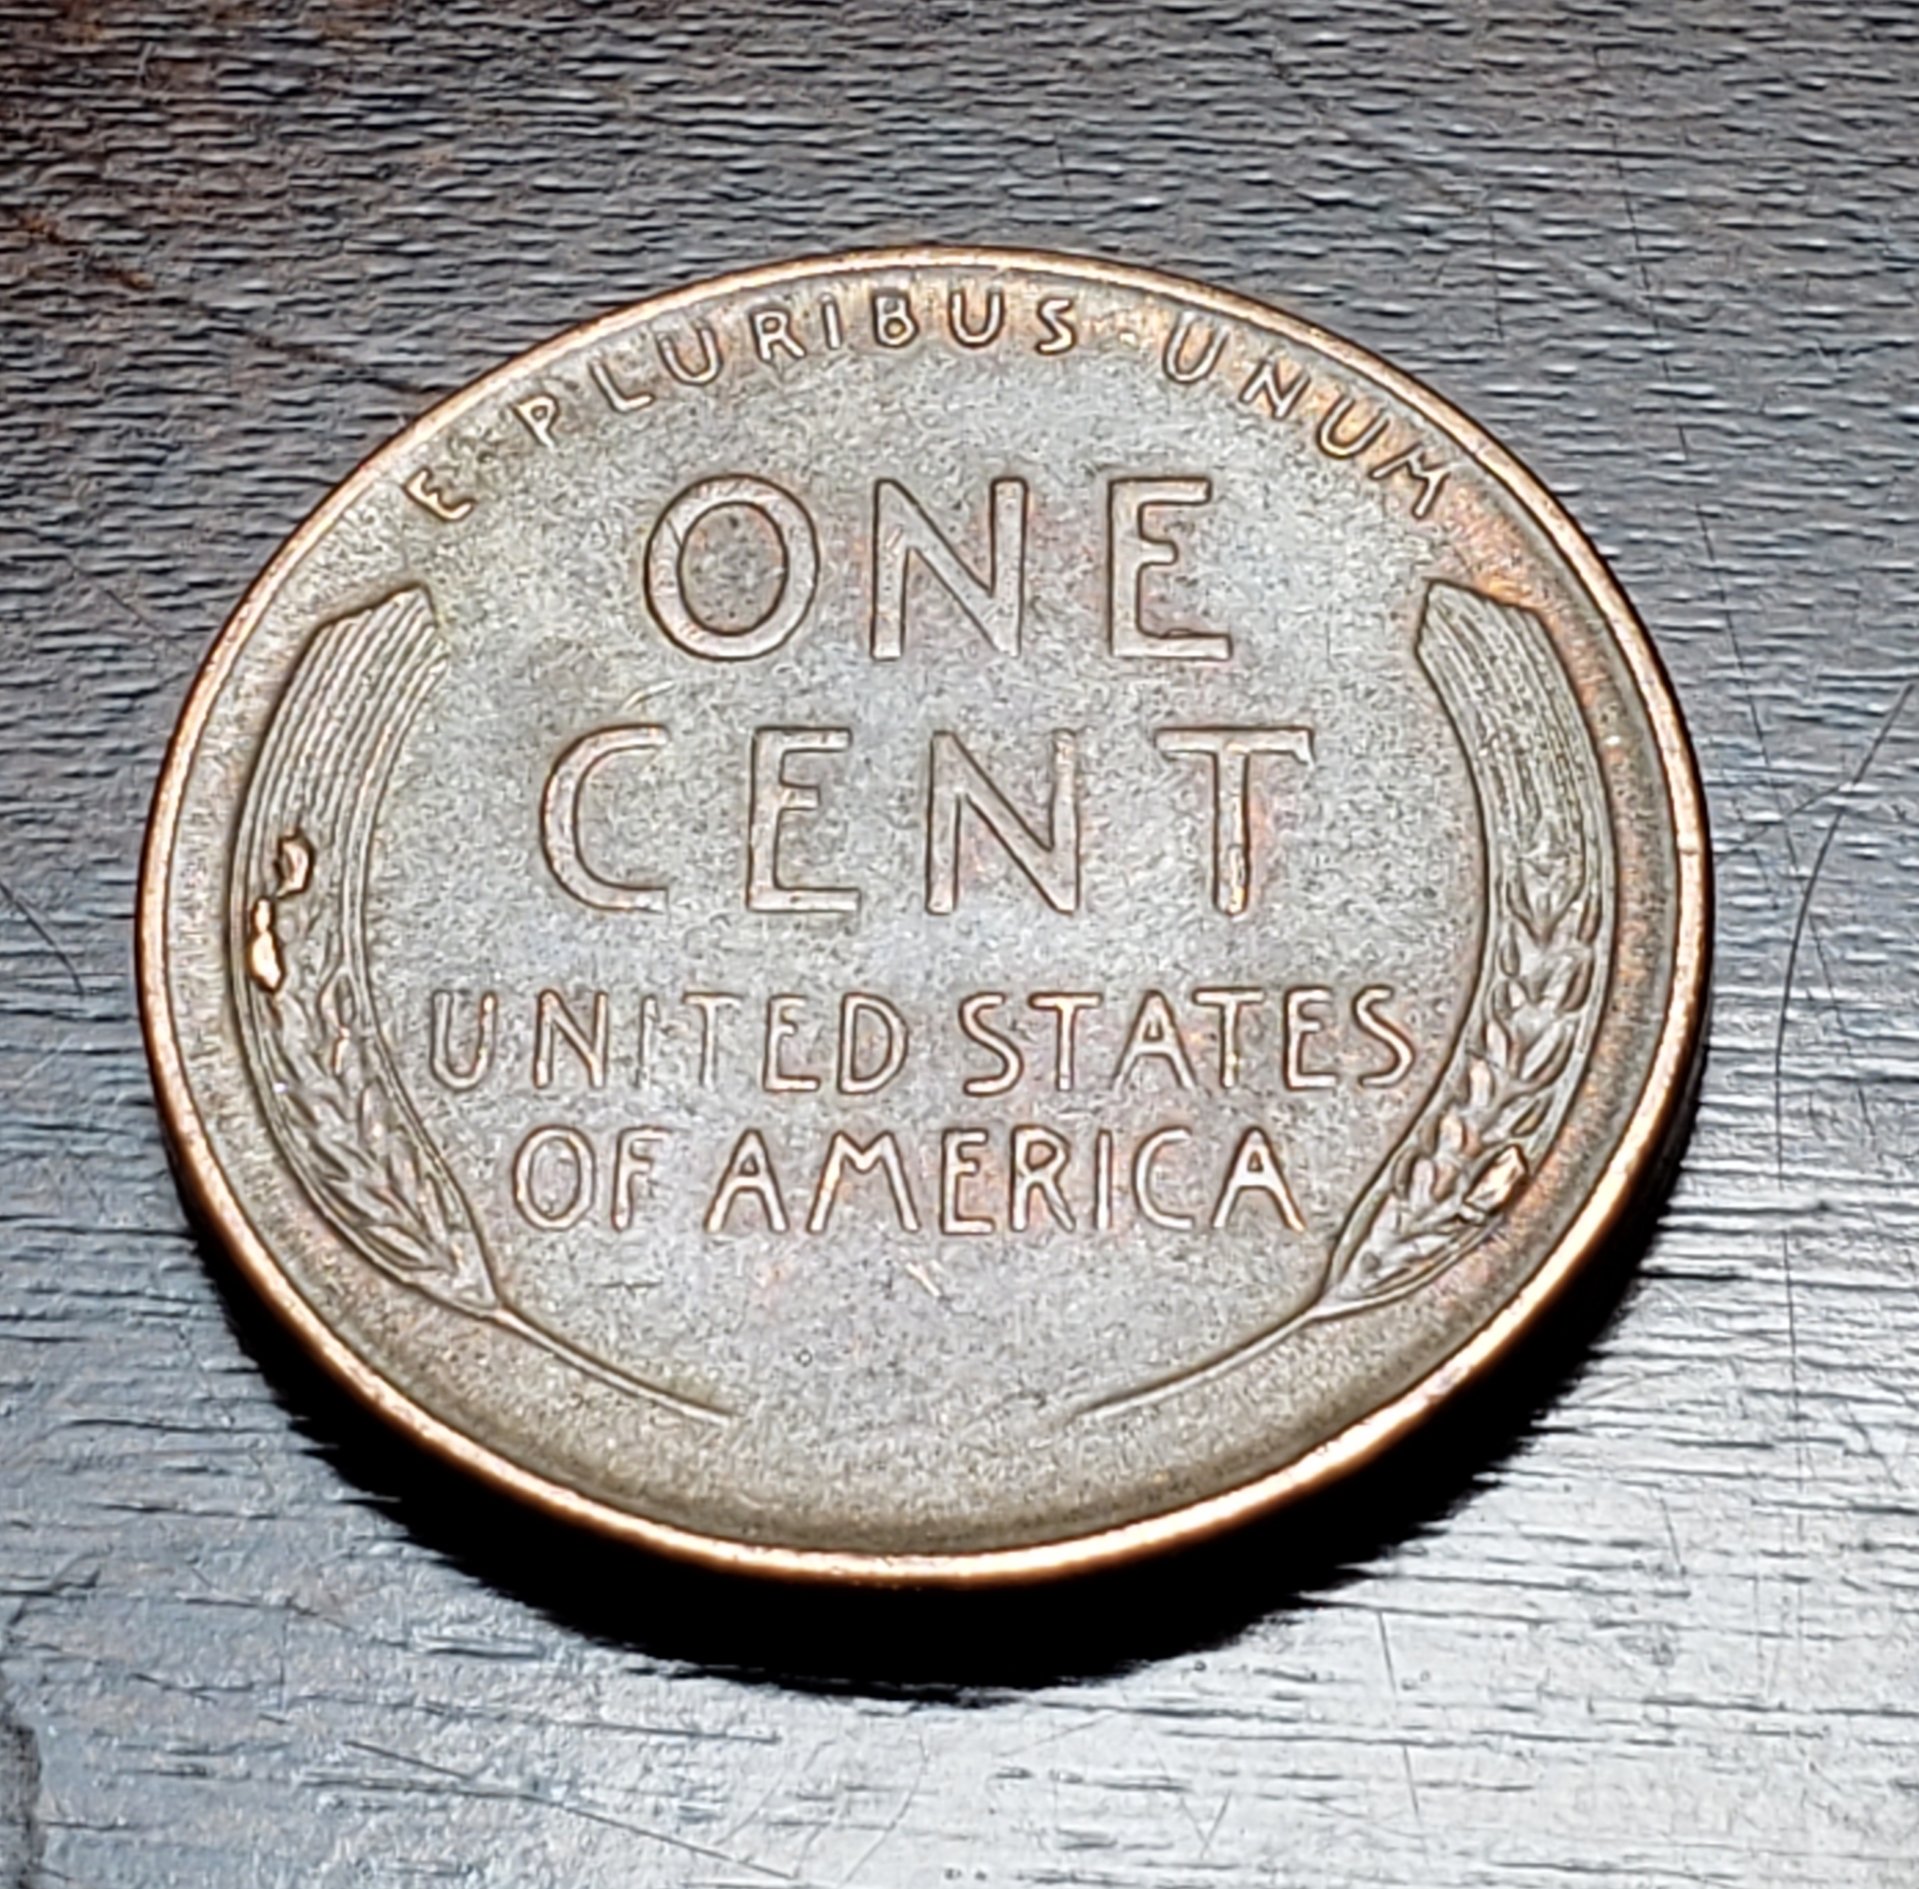 E · PLURIBUS · UNUM
ONE
CENT
UNITED STATES
OF AMERICA